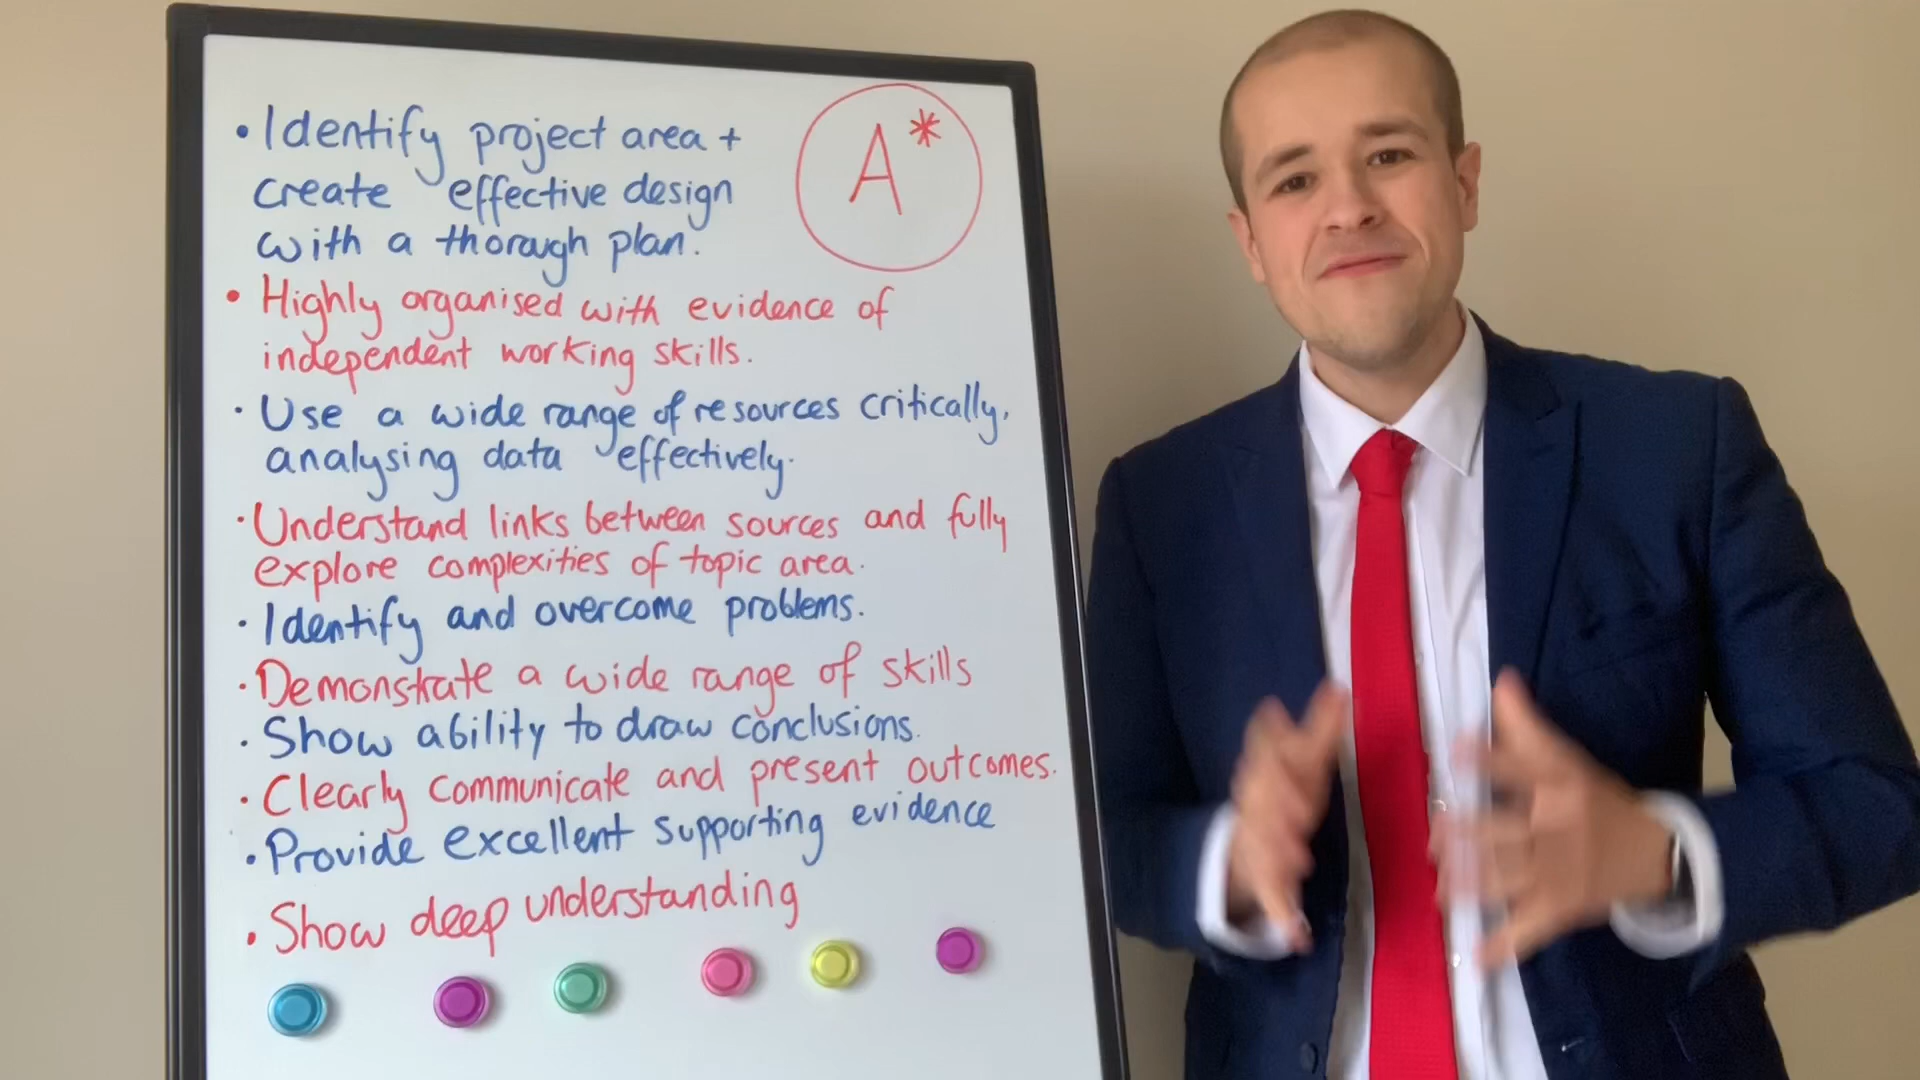 • Identify project area +
create effective design
with a thorough plan.
A*
• Highly organised with evidence of
independent working skills.
• Use a wide range of resources critically,
analysing data effectively.
• Understand links between sources and fully
explore complexities of topic area.
• Identify and overcome problems.
• Demonstrate a wide range of skills
• Show ability to draw conclusions.
• Clearly communicate and present outcomes.
• Provide excellent supporting evidence
• Show deep understanding